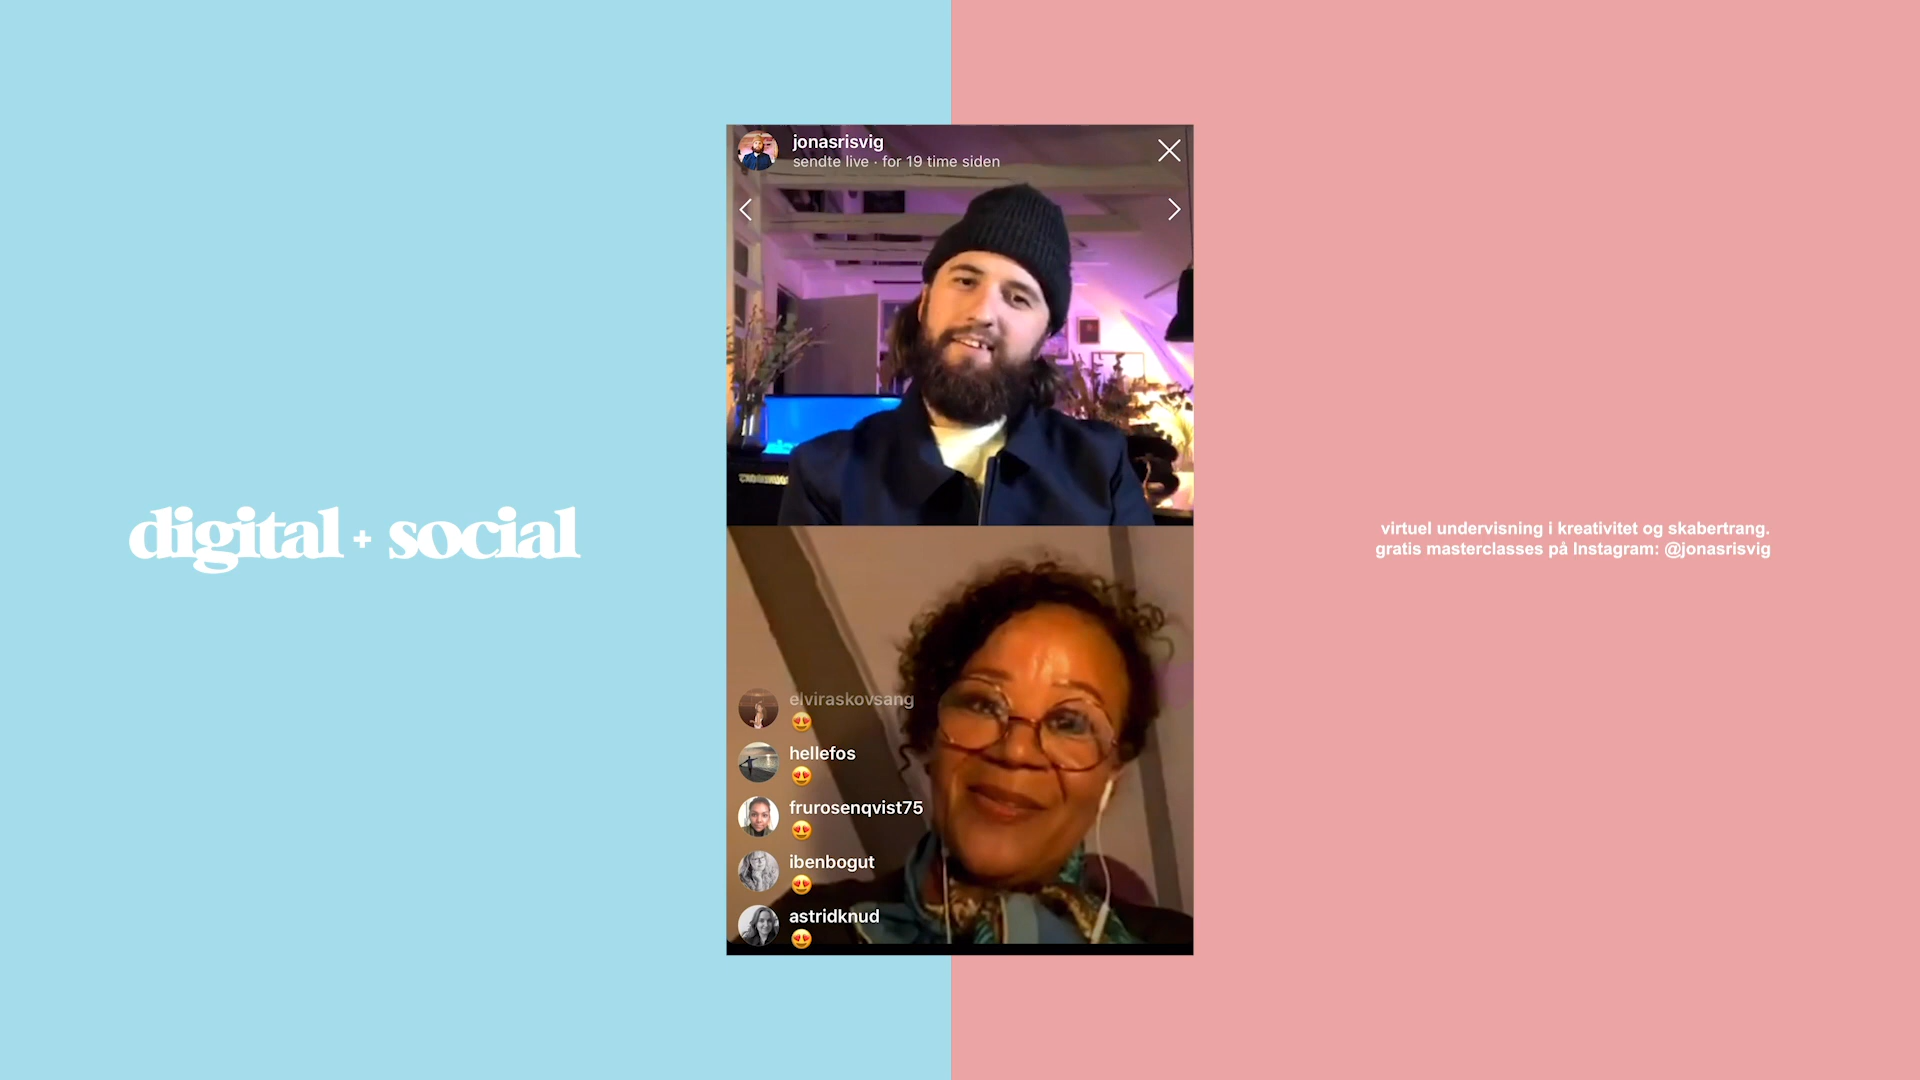 digital + social
jonasrisvig
sendte live · for 19 time siden
elviraskovsang
😍
hellefos
😍
frurosenqvist75
😍
ibenbogut
😍
astridknud
😍
virtuel undervisning i kreativitet og skabertrang.
gratis masterclasses på Instagram: @jonasrisvig